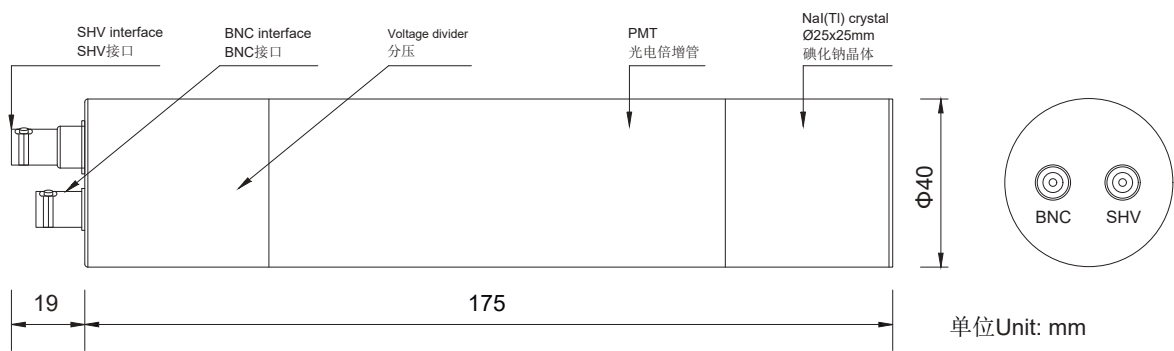 SHV interface
SHV接口
BNC interface
BNC接口
Voltage divider
分压
PMT
光电倍增管
NaI(Tl) crystal
Ø25x25mm
碘化钠晶体
Φ40
BNC
SHV
19
175
单位Unit: mm